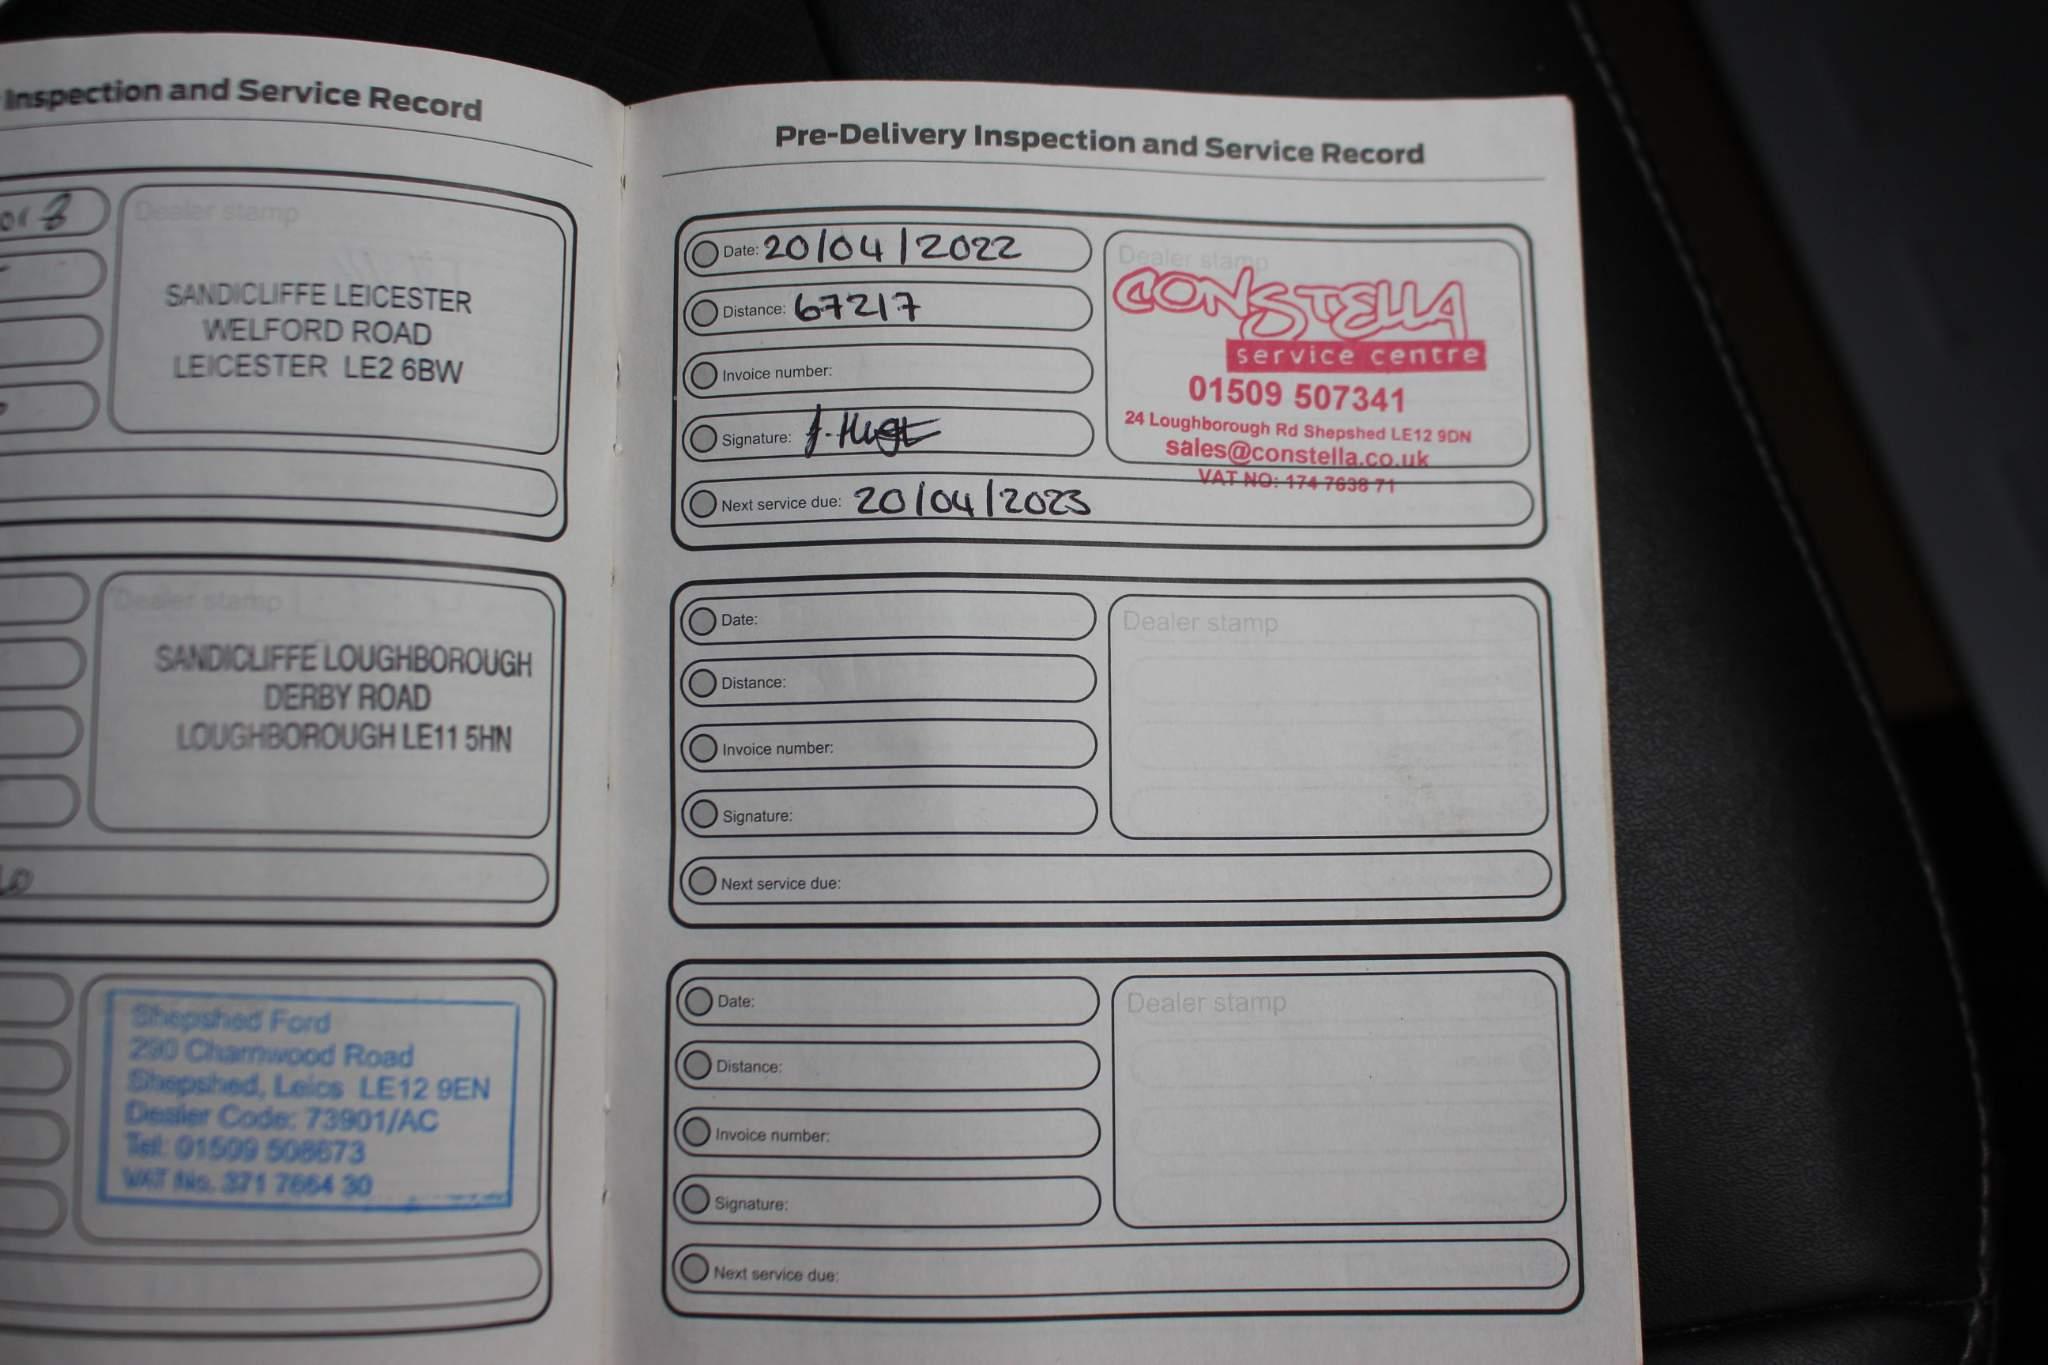 Inspection and Service Record
Dealer stamp
SANDICLIFFE LEICESTER
WELFORD ROAD
LEICESTER LE2 6BW
Dealer stamp
SANDICLIFFE LOUGHBOROUGH
DERBY ROAD
LOUGHBOROUGH LE11 5HN
Shepshed Ford
290 Charnwood Road
Shepshed, Leics LE12 9EN
Dealer Code: 73901/AC
Tel: 01509 508673
VAT No. 371 7664 30
Pre-Delivery Inspection and Service Record
Date: 20/04/2022
Distance: 67217
Invoice number:
Signature:
Next service due: 20/04/2023
Dealer stamp
CONSTELLA
service centre
01509 507341
24 Loughborough Rd Shepshed LE12 9DN
sales@constella.co.uk
VAT NO: 174 7638 71
Date:
Distance:
Invoice number:
Signature:
Next service due:
Dealer stamp
Date:
Distance:
Invoice number:
Signature:
Next service due:
Dealer stamp